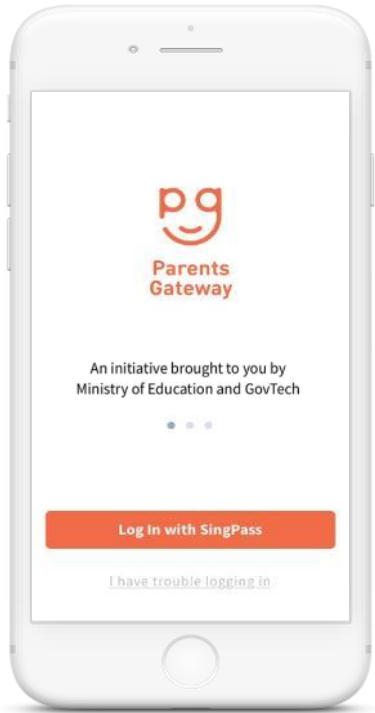 pg
Parents
Gateway
An initiative brought to you by
Ministry of Education and GovTech
Log In with SingPass
I have trouble logging in